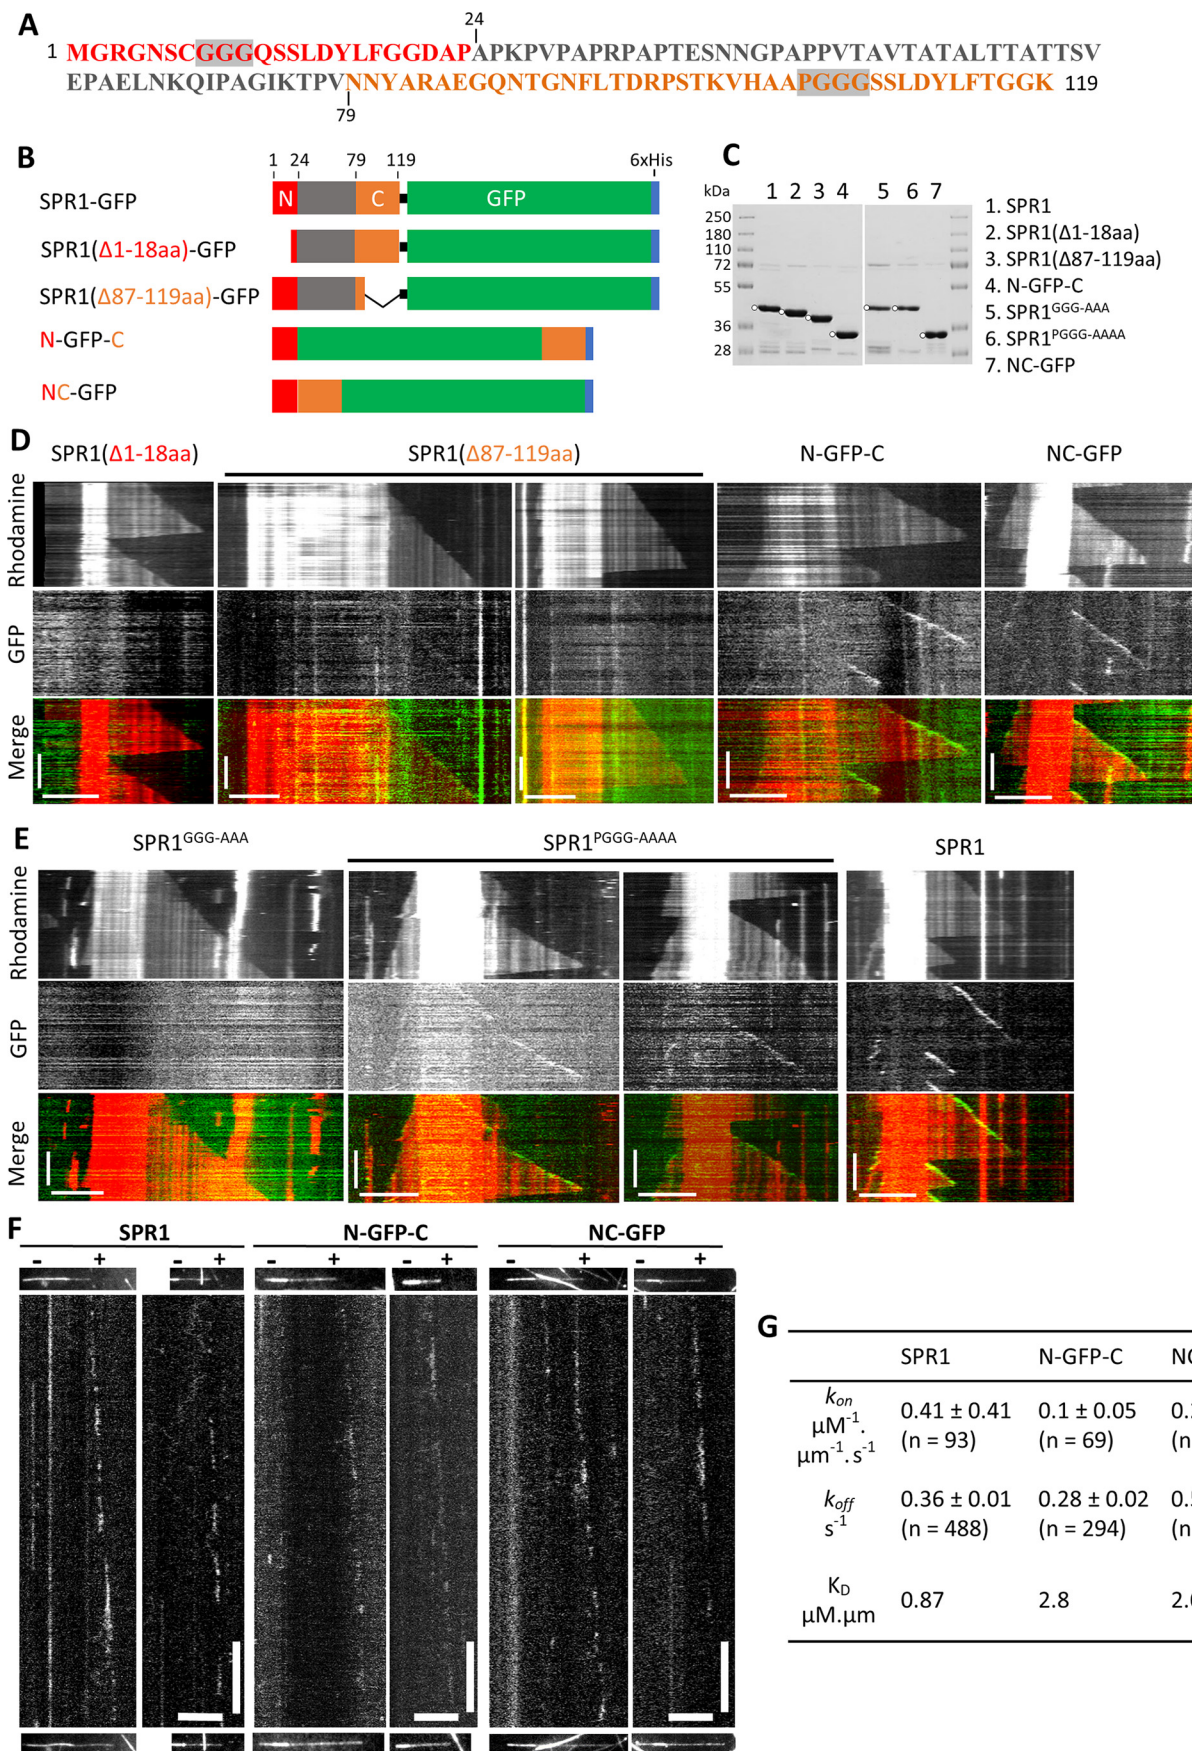 A
24
1 MGRGNSCGGGQSSLDYLFGGDAPAPKPVPAPRPAPTESNNGPAPPVTAVTATALTTATTSV
EPAELNKQIPAGIKTPVNNYARAEGQNTGNFLTDRPSTKVHAAPGGGSSLDYLFTGGK 119
79
B
1 24 79 119 6xHis
SPR1-GFP N C GFP
SPR1(Δ1-18aa)-GFP
SPR1(Δ87-119aa)-GFP
N-GFP-C
NC-GFP
C
kDa 1 2 3 4 5 6 7
250
180
110
72
55
36
28
1. SPR1
2. SPR1(Δ1-18aa)
3. SPR1(Δ87-119aa)
4. N-GFP-C
5. SPR1GGG-AAA
6. SPR1PGGG-AAAA
7. NC-GFP
D
SPR1(Δ1-18aa) SPR1(Δ87-119aa) N-GFP-C NC-GFP
Rhodamine
GFP
Merge
E
SPR1GGG-AAA SPR1PGGG-AAAA SPR1
Rhodamine
GFP
Merge
F
SPR1 N-GFP-C NC-GFP
- + - + - + - + - + - +
G
SPR1 N-GFP-C
kon µM-1. µm-1.s-1 0.41 ± 0.41 (n = 93) 0.1 ± 0.05 (n = 69)
koff s-1 0.36 ± 0.01 (n = 488) 0.28 ± 0.02 (n = 294)
KD µM.µm 0.87 2.8